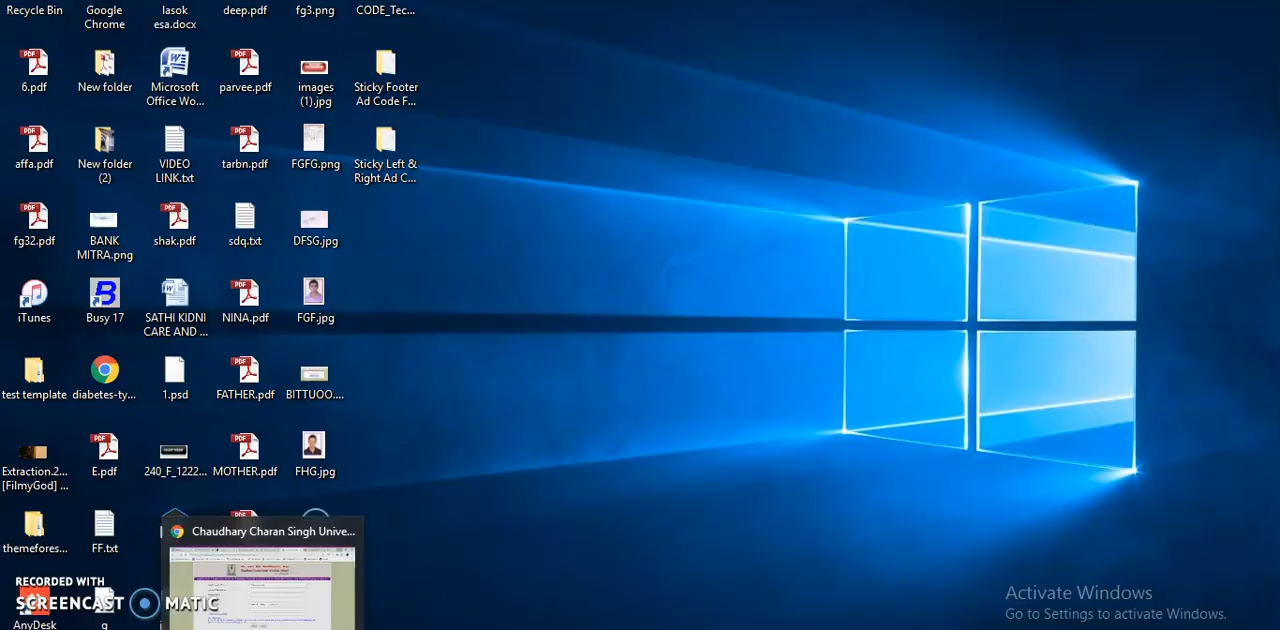 Recycle Bin
Google
Chrome
lasok
esa.docx
deep.pdf
fg3.png
CODE_Tec...
6.pdf
New folder
Microsoft
Office Wo...
parvee.pdf
images
(1).jpg
Sticky Footer
Ad Code F...
affa.pdf
New folder
(2)
VIDEO
LINK.txt
tarbn.pdf
FGFG.png
Sticky Left &
Right Ad C...
fg32.pdf
BANK
MITRA.png
shak.pdf
sdq.txt
DFSG.jpg
iTunes
Busy 17
SATHI KIDNI
CARE AND ...
NINA.pdf
FGF.jpg
test template
diabetes-ty...
1.psd
FATHER.pdf
BITTUOO....
Extraction.2...
[FilmyGod] ...
E.pdf
240_F_1222...
MOTHER.pdf
FHG.jpg
themefores...
FF.txt
Chaudhary Charan Singh Unive...
RECORDED WITH
SCREENCAST MATIC
AnyDesk
g
Activate Windows
Go to Settings to activate Windows.